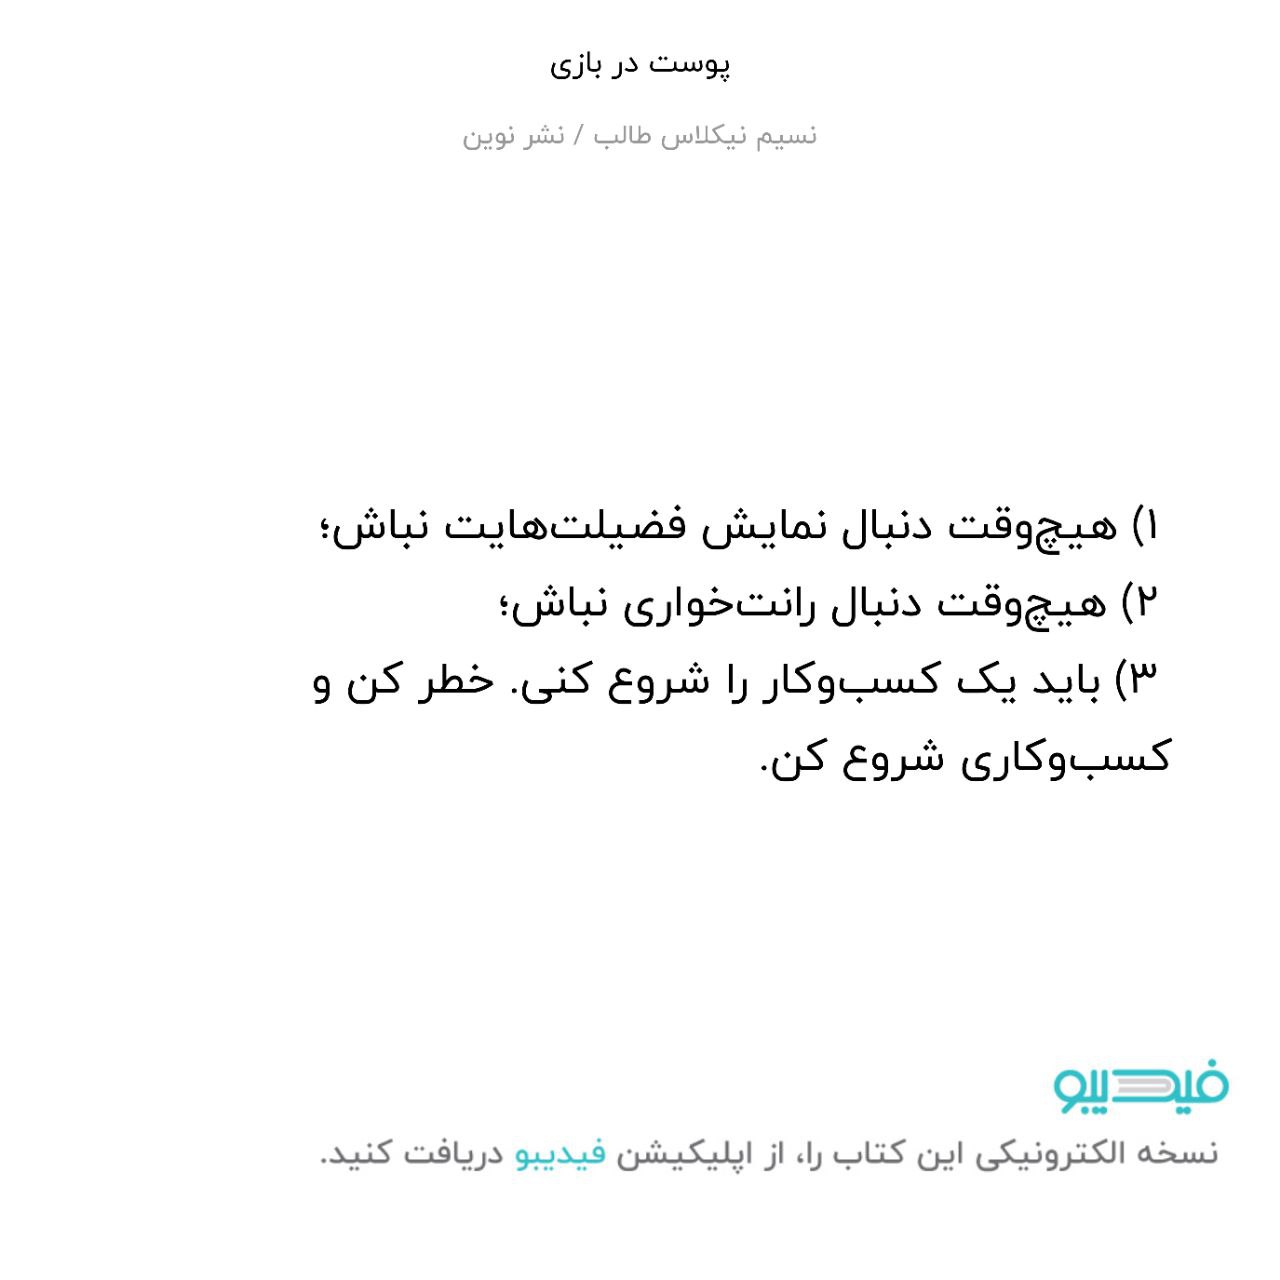 پوست در بازی
نسیم نیکلاس طالب / نشر نوین
۱) هیچ‌وقت دنبال نمایش فضیلت‌هایت نباش؛
۲) هیچ‌وقت دنبال رانت‌خواری نباش؛
۳) باید یک کسب‌وکار را شروع کنی. خطر کن و
کسب‌وکاری شروع کن.
فیدیبو
نسخه الکترونیکی این کتاب را، از اپلیکیشن فیدیبو دریافت کنید.